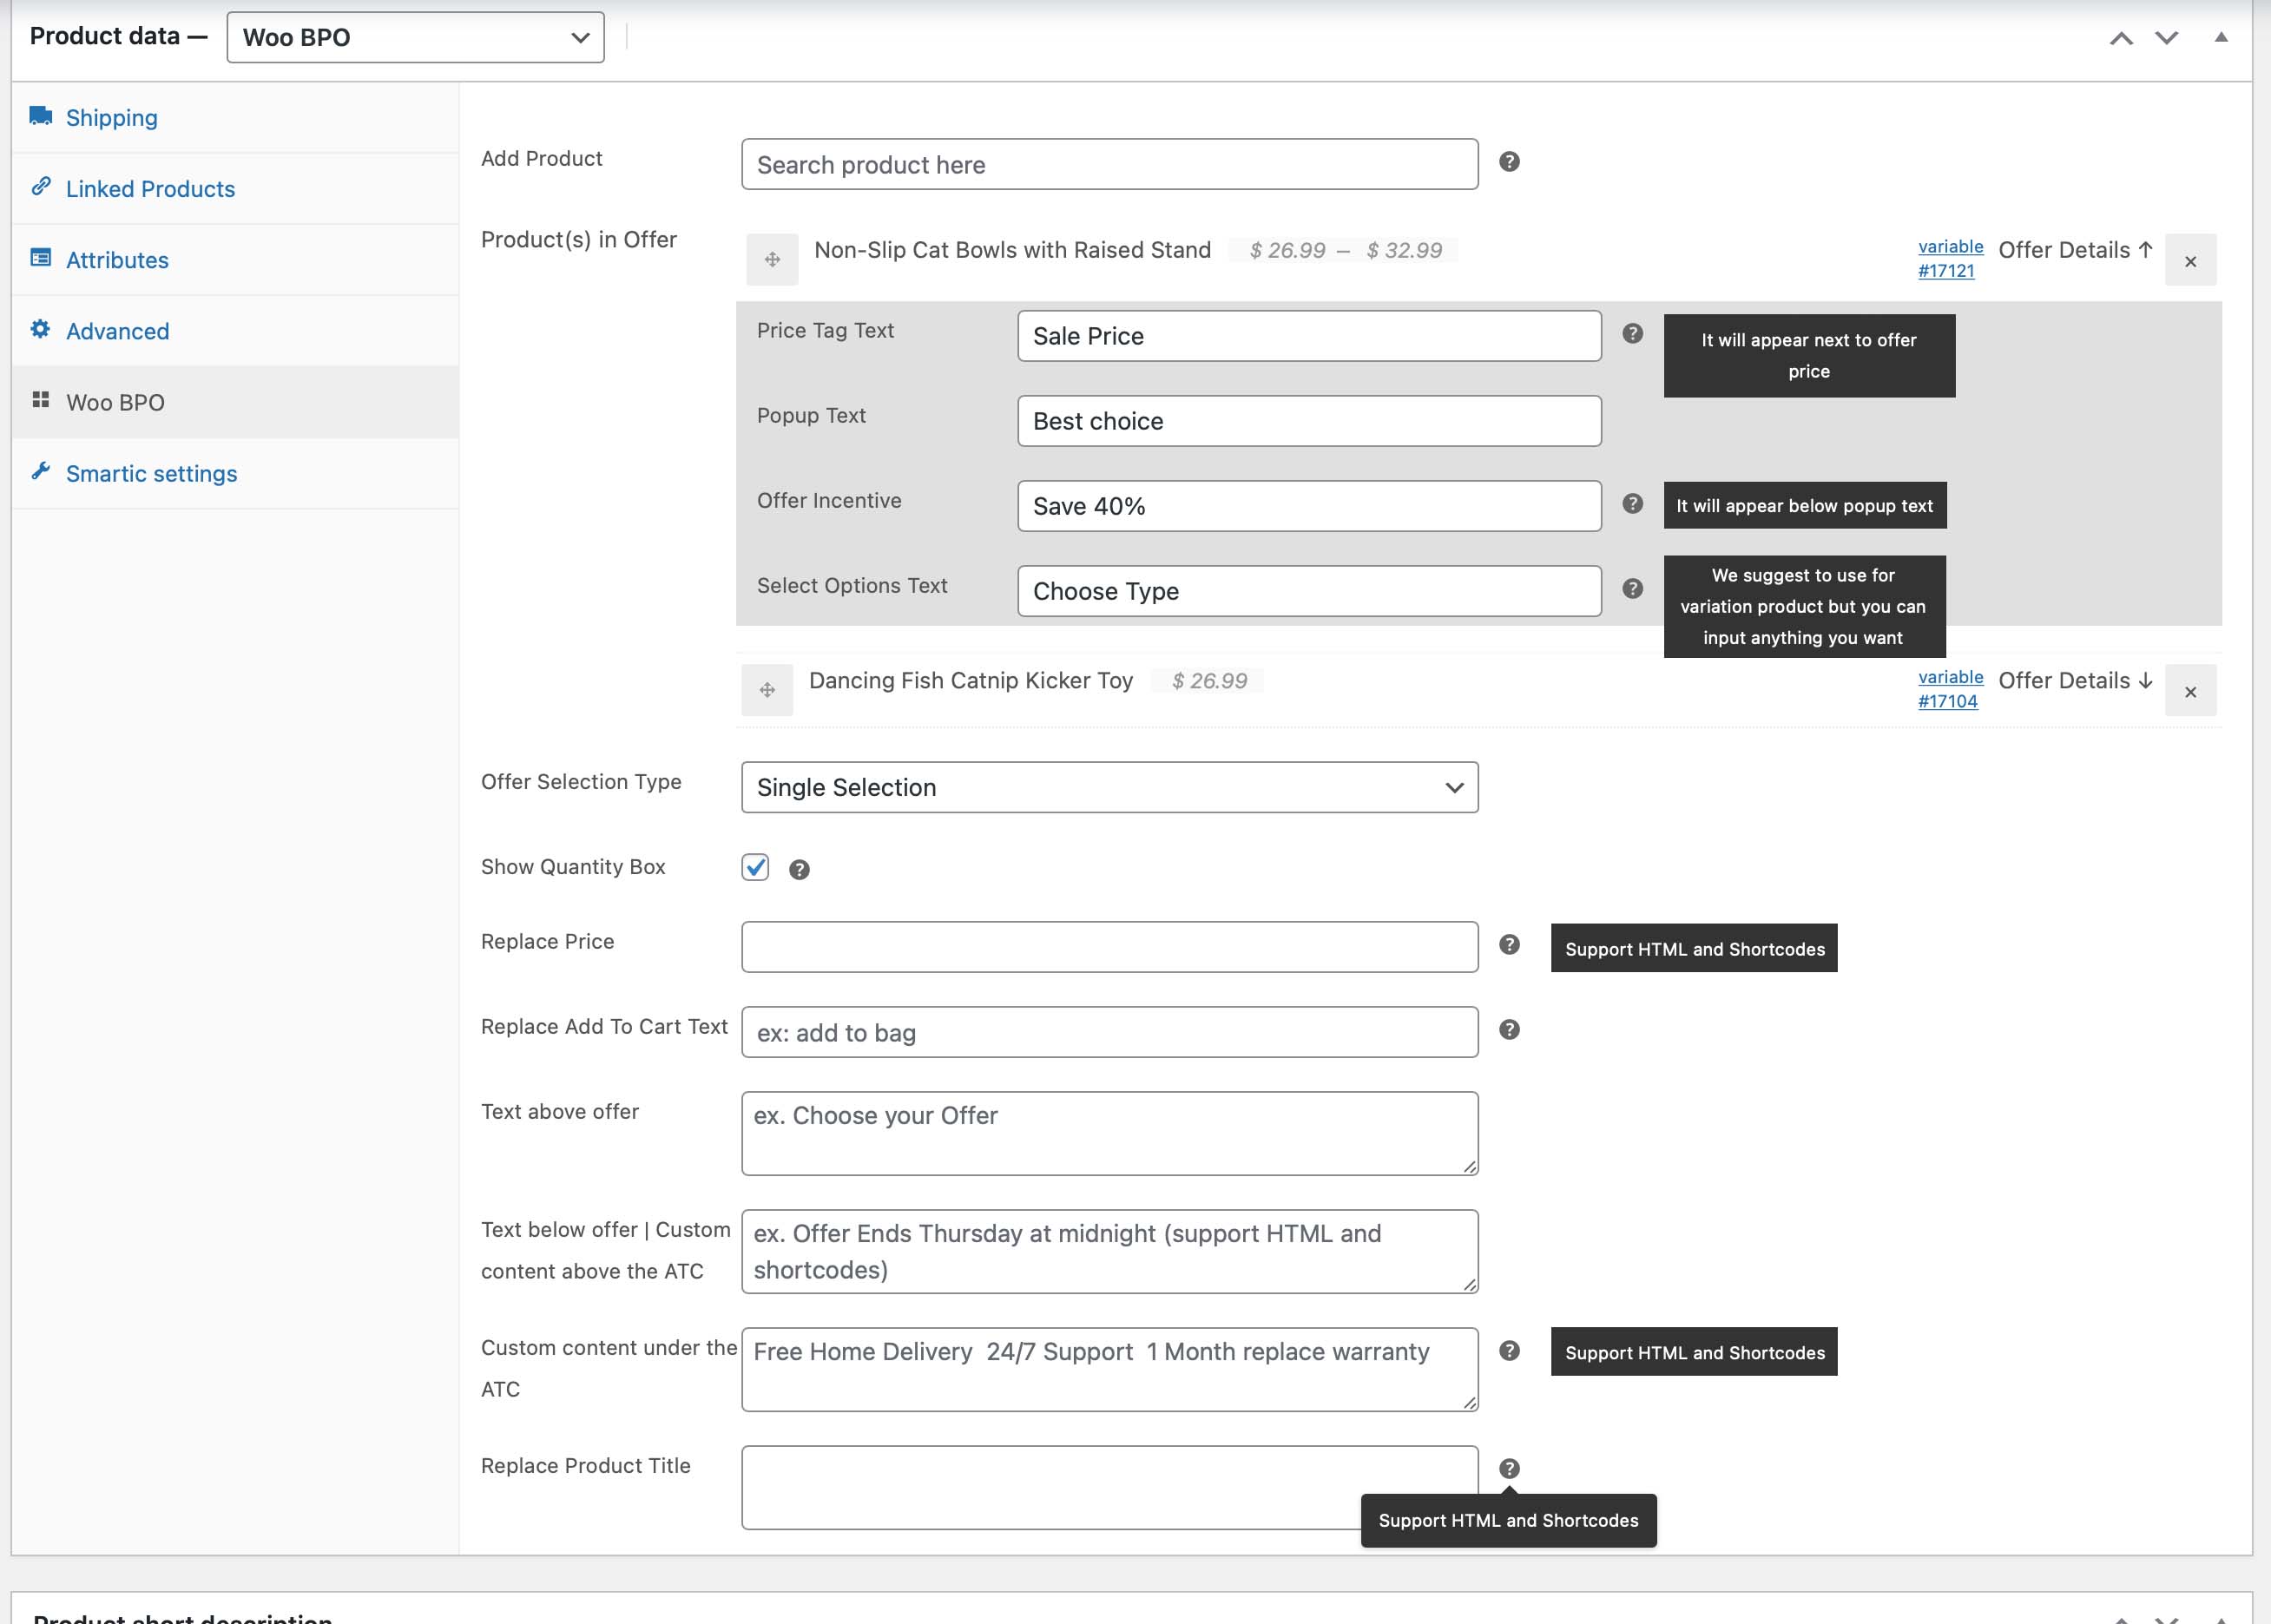 Product data —
Woo BPO
Shipping
Linked Products
Attributes
Advanced
Woo BPO
Smartic settings
Add Product
Search product here
Product(s) in Offer
Non-Slip Cat Bowls with Raised Stand
$ 26.99 – $ 32.99
variable
#17121
Offer Details ↑
×
Price Tag Text
Sale Price
It will appear next to offer
price
Popup Text
Best choice
Offer Incentive
Save 40%
It will appear below popup text
Select Options Text
Choose Type
We suggest to use for
variation product but you can
input anything you want
Dancing Fish Catnip Kicker Toy
$ 26.99
variable
#17104
Offer Details ↓
×
Offer Selection Type
Single Selection
Show Quantity Box
Replace Price
Support HTML and Shortcodes
Replace Add To Cart Text
ex: add to bag
Text above offer
ex. Choose your Offer
Text below offer | Custom
content above the ATC
ex. Offer Ends Thursday at midnight (support HTML and
shortcodes)
Custom content under the
ATC
Free Home Delivery  24/7 Support  1 Month replace warranty
Support HTML and Shortcodes
Replace Product Title
Support HTML and Shortcodes
Product short description